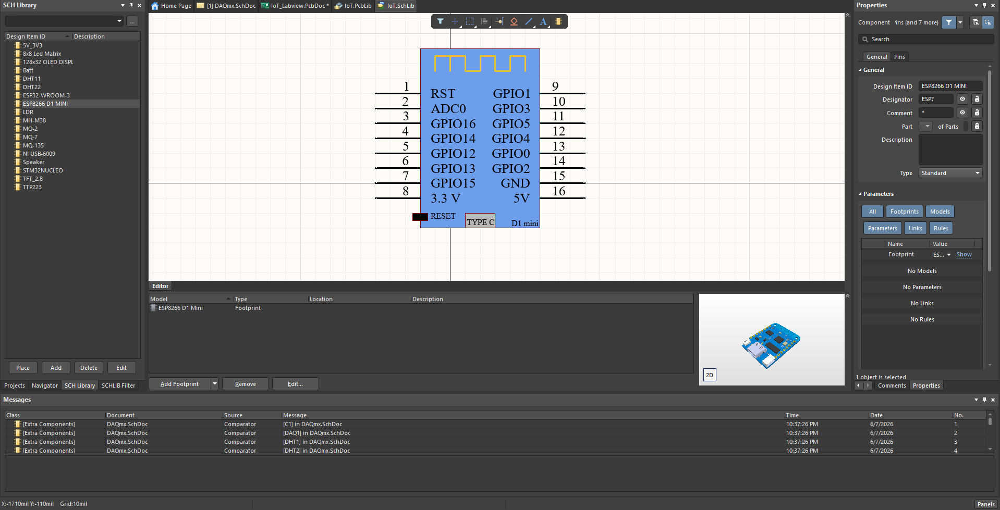 SCH Library
Home Page
[1] DAQmx.SchDoc
IoT_Labview.PcbDoc *
IoT.PcbLib
IoT.SchLib
Properties
...
Component
'ins (and 7 more)
Search
Design Item ID
Description
5V_3V3
8x8 Led Matrix
128x32 OLED DISPL
Batt
DHT11
DHT22
ESP32-WROOM-3
ESP8266 D1 MINI
LDR
MH-M38
MQ-2
MQ-7
MQ-135
NI USB-6009
Speaker
STM32NUCLEO
TFT_2.8
TTP223
Place
Add
Delete
Edit
Projects
Navigator
SCH Library
SCHLIB Filter
A
1 RST GPIO1 9
2 ADC0 GPIO3 10
3 GPIO16 GPIO5 11
4 GPIO14 GPIO4 12
5 GPIO12 GPIO0 13
6 GPIO13 GPIO2 14
7 GPIO15 GND 15
8 3.3 V 5V 16
RESET
TYPE C
D1 mini
Editor
Model
Type
Location
Description
ESP8266 D1 Mini
Footprint
2D
Add Footprint
Remove
Edit...
General
Pins
General
Design Item ID
ESP8266 D1 MINI
Designator
ESP?
Comment
*
Part
of Parts
Description
Type
Standard
Parameters
All
Footprints
Models
Parameters
Links
Rules
Name
Value
Footprint
ES...
Show
No Models
No Parameters
No Links
No Rules
1 object is selected
Comments
Properties
Messages
Class Document Source Message Time Date No.
[Extra Components] DAQmx.SchDoc Comparator [C1] in DAQmx.SchDoc 10:37:26 PM 6/7/2026 1
[Extra Components] DAQmx.SchDoc Comparator [DAQ1] in DAQmx.SchDoc 10:37:26 PM 6/7/2026 2
[Extra Components] DAQmx.SchDoc Comparator [DHT1] in DAQmx.SchDoc 10:37:26 PM 6/7/2026 3
[Extra Components] DAQmx.SchDoc Comparator [DHT2] in DAQmx.SchDoc 10:37:26 PM 6/7/2026 4
X:-1710mil Y:-110mil
Grid:10mil
Panels